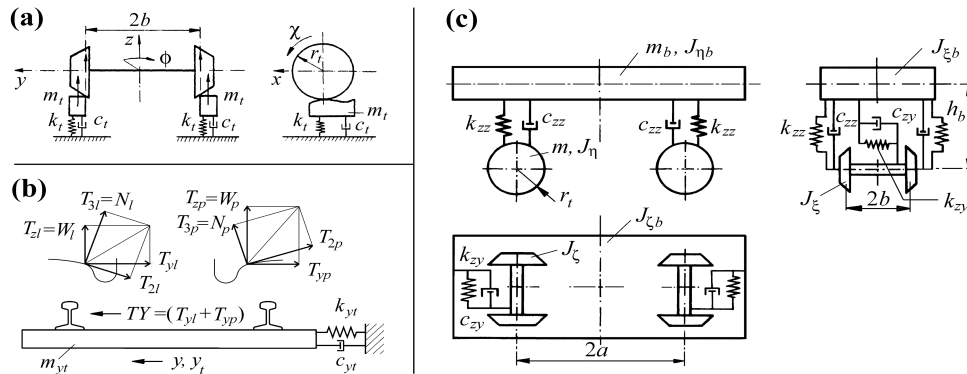 (a)
2b
z
ϕ
y
m_t
m_t
k_t
c_t
k_t
c_t
χ
r_t
x
m_t
k_t
c_t
(b)
T_3l=N_l
T_zl=W_l
T_yl
T_2l
T_zp=W_p
T_3p=N_p
T_2p
T_yp
TY=(T_yl+T_yp)
k_yt
c_yt
m_yt
y, y_t
(c)
m_b, J_ηb
k_zz
c_zz
c_zz
k_zz
m, J_η
r_t
J_ξb
k_zz
c_zz
c_zy
h_b
J_ξ
2b
k_zy
J_ζb
J_ζ
k_zy
c_zy
2a